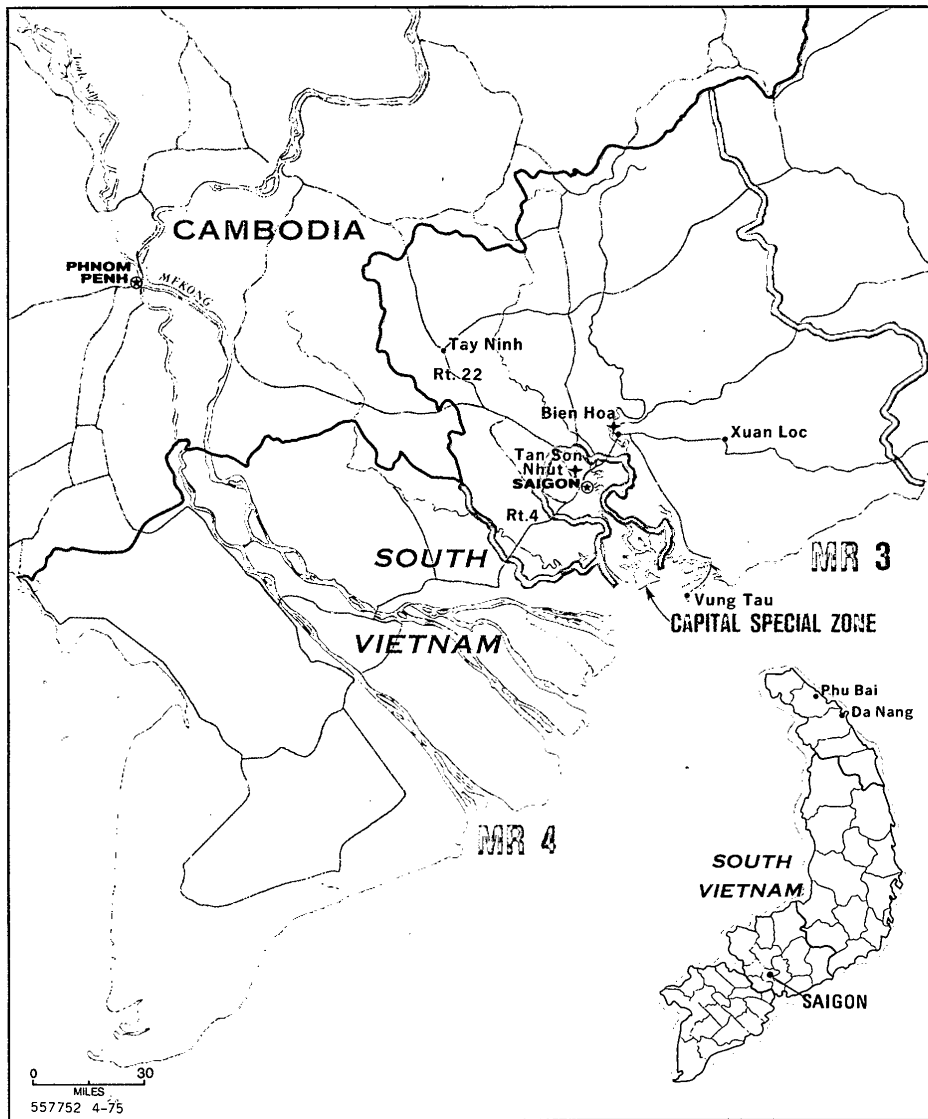 CAMBODIA
PHNOM
PENH
MEKONG
Tay Ninh
Rt. 22
Bien Hoa
Xuan Loc
Tan Son
Nhut
SAIGON
Rt.4
SOUTH
VIETNAM
MR 3
Vung Tau
CAPITAL SPECIAL ZONE
MR 4
Phu Bai
Da Nang
SOUTH
VIETNAM
SAIGON
0 30
MILES
557752 4-75